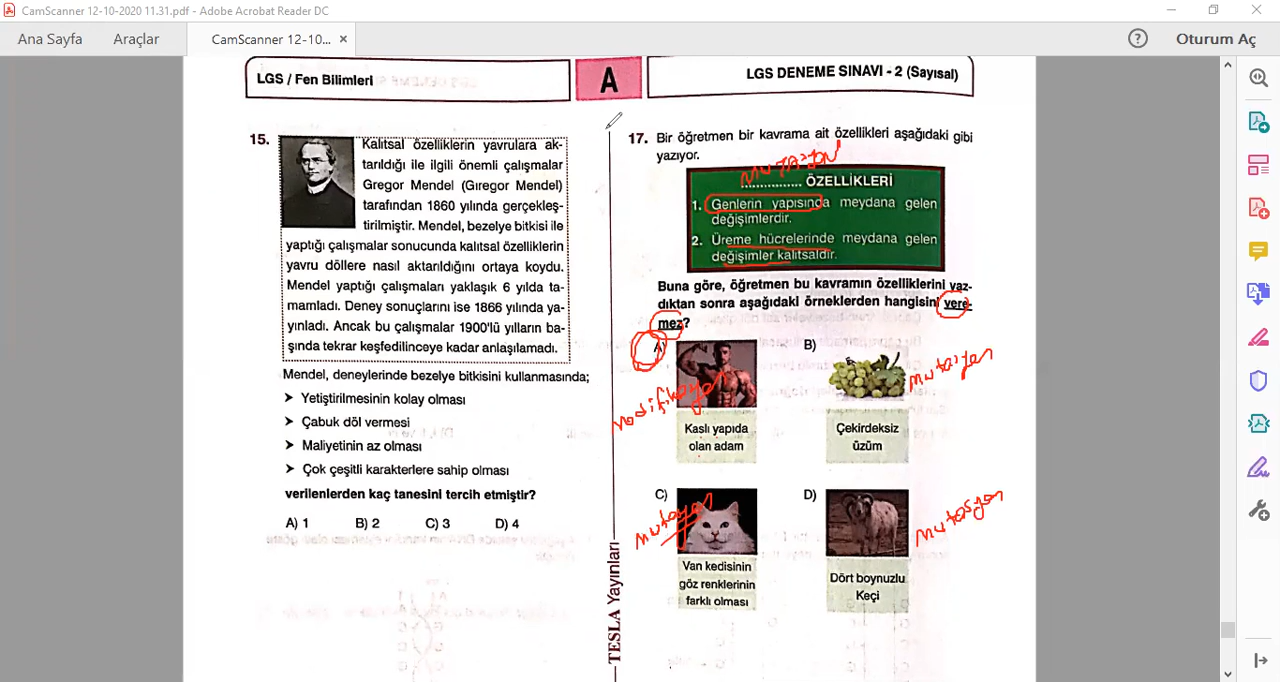 CamScanner 12-10-2020 11.31.pdf - Adobe Acrobat Reader DC
Ana Sayfa
Araçlar
CamScanner 12-10...
Oturum Aç
LGS / Fen Bilimleri
A
LGS DENEME SINAVI - 2 (Sayısal)
15.
Kalıtsal özelliklerin yavrulara ak-
tarıldığı ile ilgili önemli çalışmalar
Gregor Mendel (Gıregor Mendel)
tarafından 1860 yılında gerçekleş-
tirilmiştir. Mendel, bezelye bitkisi ile
yaptığı çalışmalar sonucunda kalıtsal özelliklerin
yavru döllere nasıl aktarıldığını ortaya koydu.
Mendel yaptığı çalışmaları yaklaşık 6 yılda ta-
mamladı. Deney sonuçlarını ise 1866 yılında ya-
yınladı. Ancak bu çalışmalar 1900'lü yılların ba-
şında tekrar keşfedilinceye kadar anlaşılamadı.
Mendel, deneylerinde bezelye bitkisini kullanmasında;
➤ Yetiştirilmesinin kolay olması
➤ Çabuk döl vermesi
➤ Maliyetinin az olması
➤ Çok çeşitli karakterlere sahip olması
verilenlerden kaç tanesini tercih etmiştir?
A) 1 B) 2 C) 3 D) 4
TESLA Yayınları
17. Bir öğretmen bir kavrama ait özellikleri aşağıdaki gibi
yazıyor.
mutasyon
............... ÖZELLİKLERİ
1. Genlerin yapısında meydana gelen
değişimlerdir.
2. Üreme hücrelerinde meydana gelen
değişimler kalıtsaldır.
Buna göre, öğretmen bu kavramın özelliklerini yaz-
dıktan sonra aşağıdaki örneklerden hangisini vere-
mez?
A)
modifikasyon
Kaslı yapıda
olan adam
B)
mutasyon
Çekirdeksiz
üzüm
C)
mutasyon
Van kedisinin
göz renklerinin
farklı olması
D)
mutasyon
Dört boynuzlu
Keçi